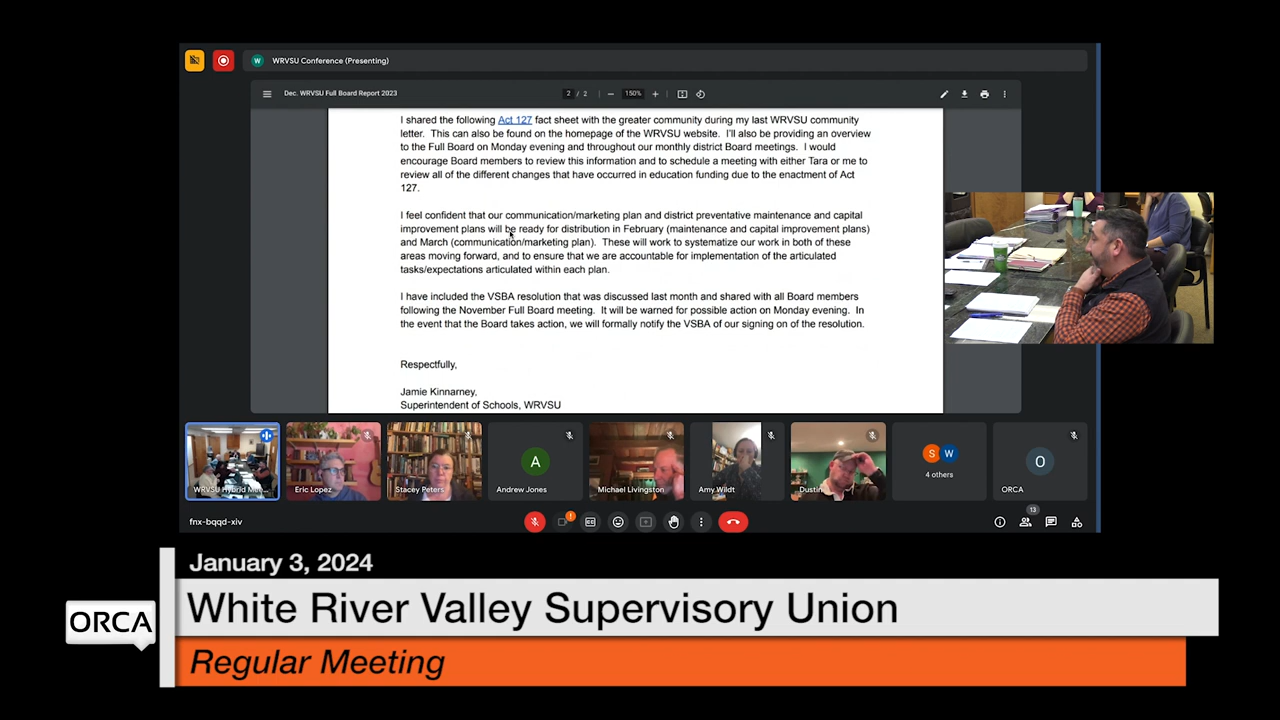 WRVSU Conference (Presenting)
W
Dec. WRVSU Full Board Report 2023
2 / 2
150%
I shared the following Act 127 fact sheet with the greater community during my last WRVSU community
letter. This can also be found on the homepage of the WRVSU website. I'll also be providing an overview
to the Full Board on Monday evening and throughout our monthly district Board meetings. I would
encourage Board members to review this information and to schedule a meeting with either Tara or me to
review all of the different changes that have occurred in education funding due to the enactment of Act
127.
I feel confident that our communication/marketing plan and district preventative maintenance and capital
improvement plans will be ready for distribution in February (maintenance and capital improvement plans)
and March (communication/marketing plan). These will work to systematize our work in both of these
areas moving forward, and to ensure that we are accountable for implementation of the articulated
tasks/expectations articulated within each plan.
I have included the VSBA resolution that was discussed last month and shared with all Board members
following the November Full Board meeting. It will be warned for possible action on Monday evening. In
the event that the Board takes action, we will formally notify the VSBA of our signing on of the resolution.
Respectfully,
Jamie Kinnarney,
Superintendent of Schools, WRVSU
WRVSU Hybrid
Eric Lopez
Stacey Peters
A
Andrew Jones
Michael Livingston
Amy Wildt
Dustin
S W
4 others
O
ORCA
fnx-bqqd-xiv
1
13
January 3, 2024
White River Valley Supervisory Union
ORCA
Regular Meeting